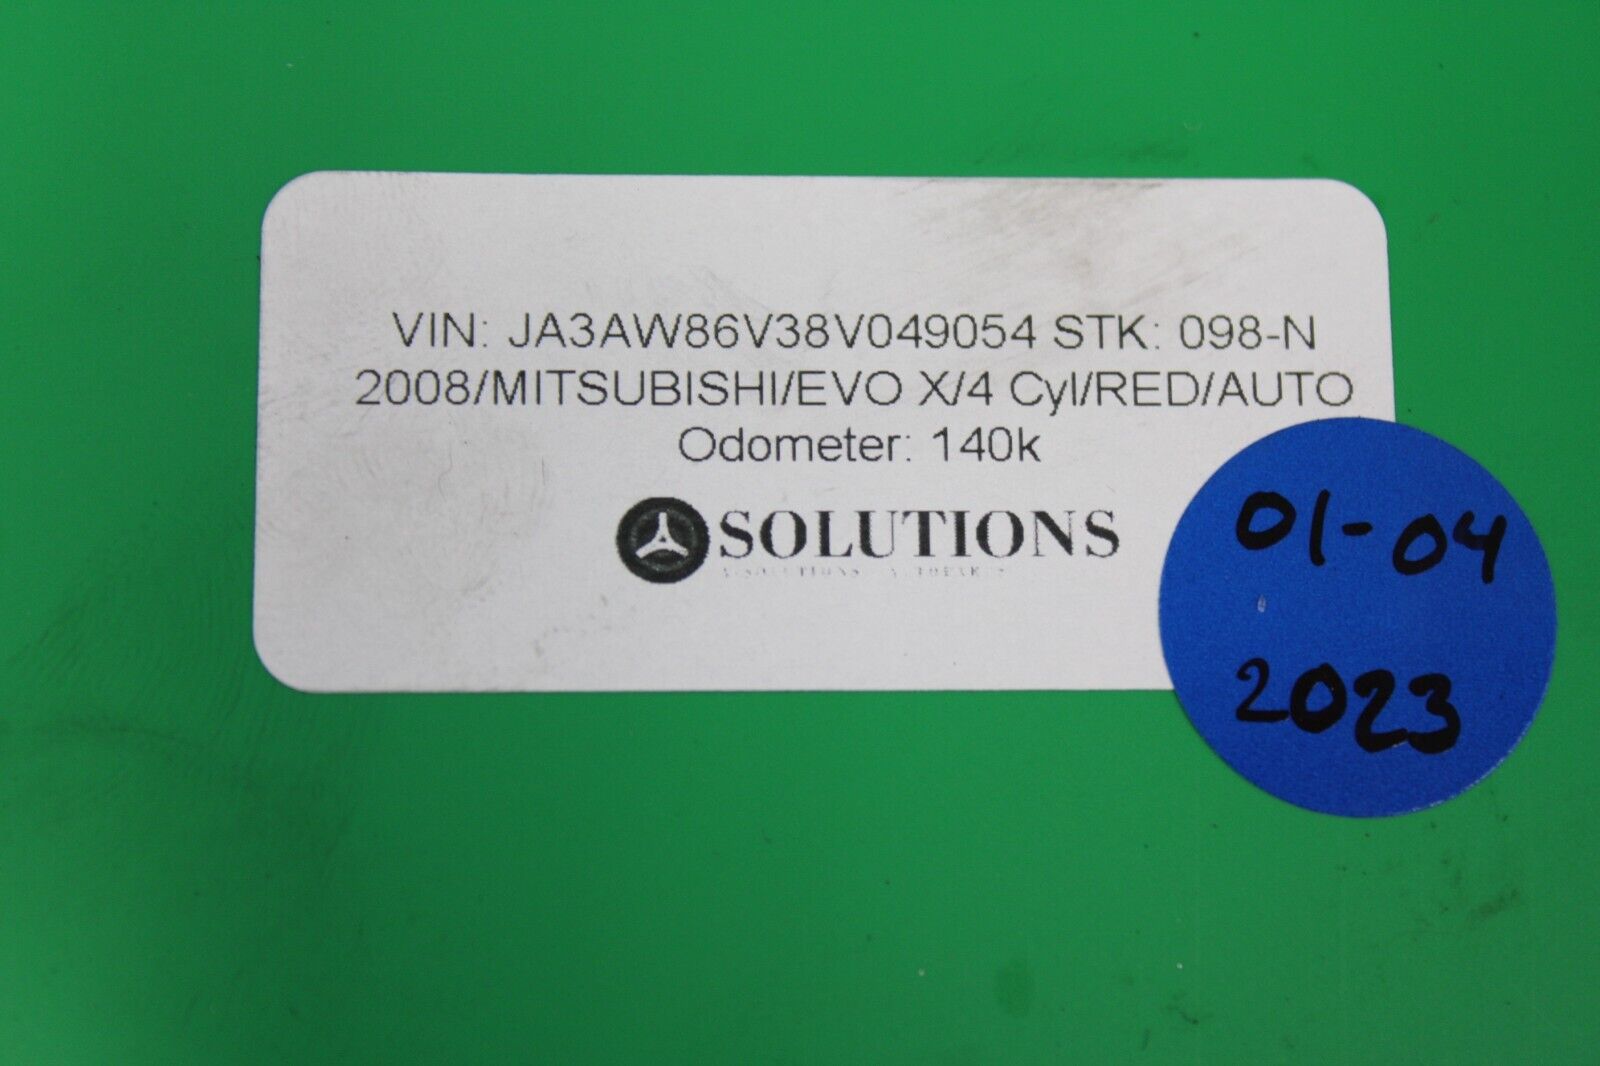 VIN: JA3AW86V38V049054 STK: 098-N
2008/MITSUBISHI/EVO X/4 Cyl/RED/AUTO
Odometer: 140k
SOLUTIONS
01-04
2023